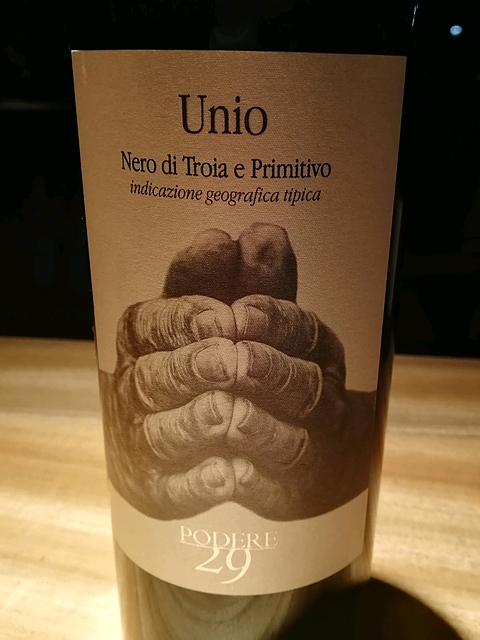 Unio
Nero di Troia e Primitivo
indicazione geografica tipica
PODERE
29